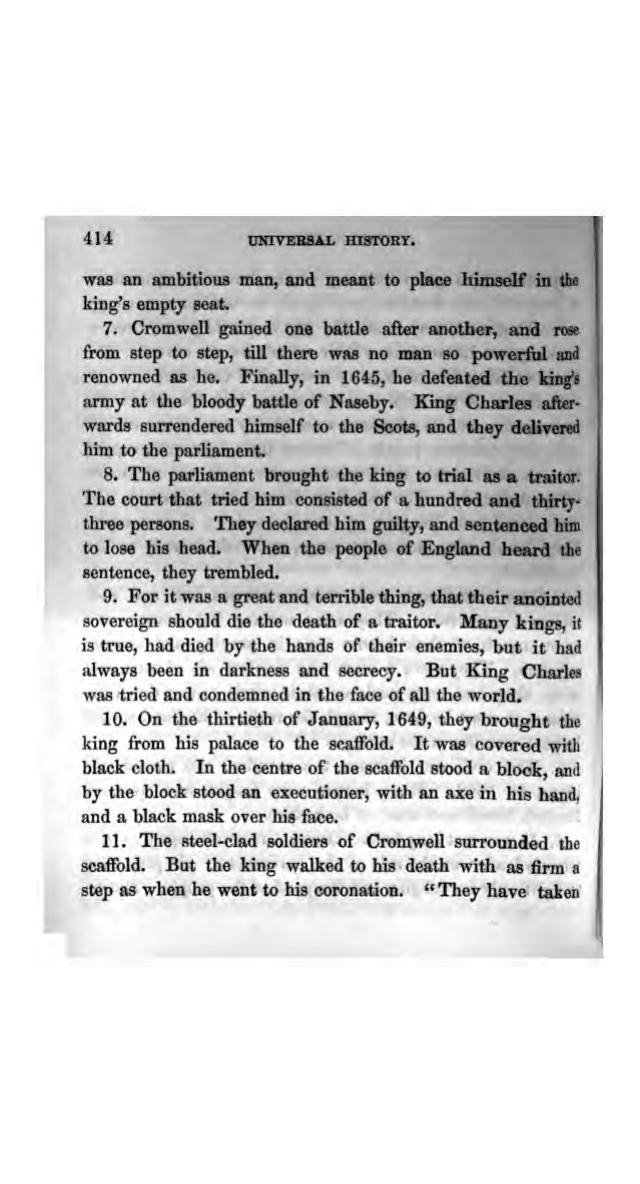 414 UNIVERSAL HISTORY.
was an ambitious man, and meant to place himself in the
king's empty seat.
7. Cromwell gained one battle after another, and rose
from step to step, till there was no man so powerful and
renowned as he. Finally, in 1645, he defeated the king's
army at the bloody battle of Naseby. King Charles after-
wards surrendered himself to the Scots, and they delivered
him to the parliament.
8. The parliament brought the king to trial as a traitor.
The court that tried him consisted of a hundred and thirty-
three persons. They declared him guilty, and sentenced him
to lose his head. When the people of England heard the
sentence, they trembled.
9. For it was a great and terrible thing, that their anointed
sovereign should die the death of a traitor. Many kings, it
is true, had died by the hands of their enemies, but it had
always been in darkness and secrecy. But King Charles
was tried and condemned in the face of all the world.
10. On the thirtieth of January, 1649, they brought the
king from his palace to the scaffold. It was covered with
black cloth. In the centre of the scaffold stood a block, and
by the block stood an executioner, with an axe in his hand,
and a black mask over his face.
11. The steel-clad soldiers of Cromwell surrounded the
scaffold. But the king walked to his death with as firm a
step as when he went to his coronation. "They have taken